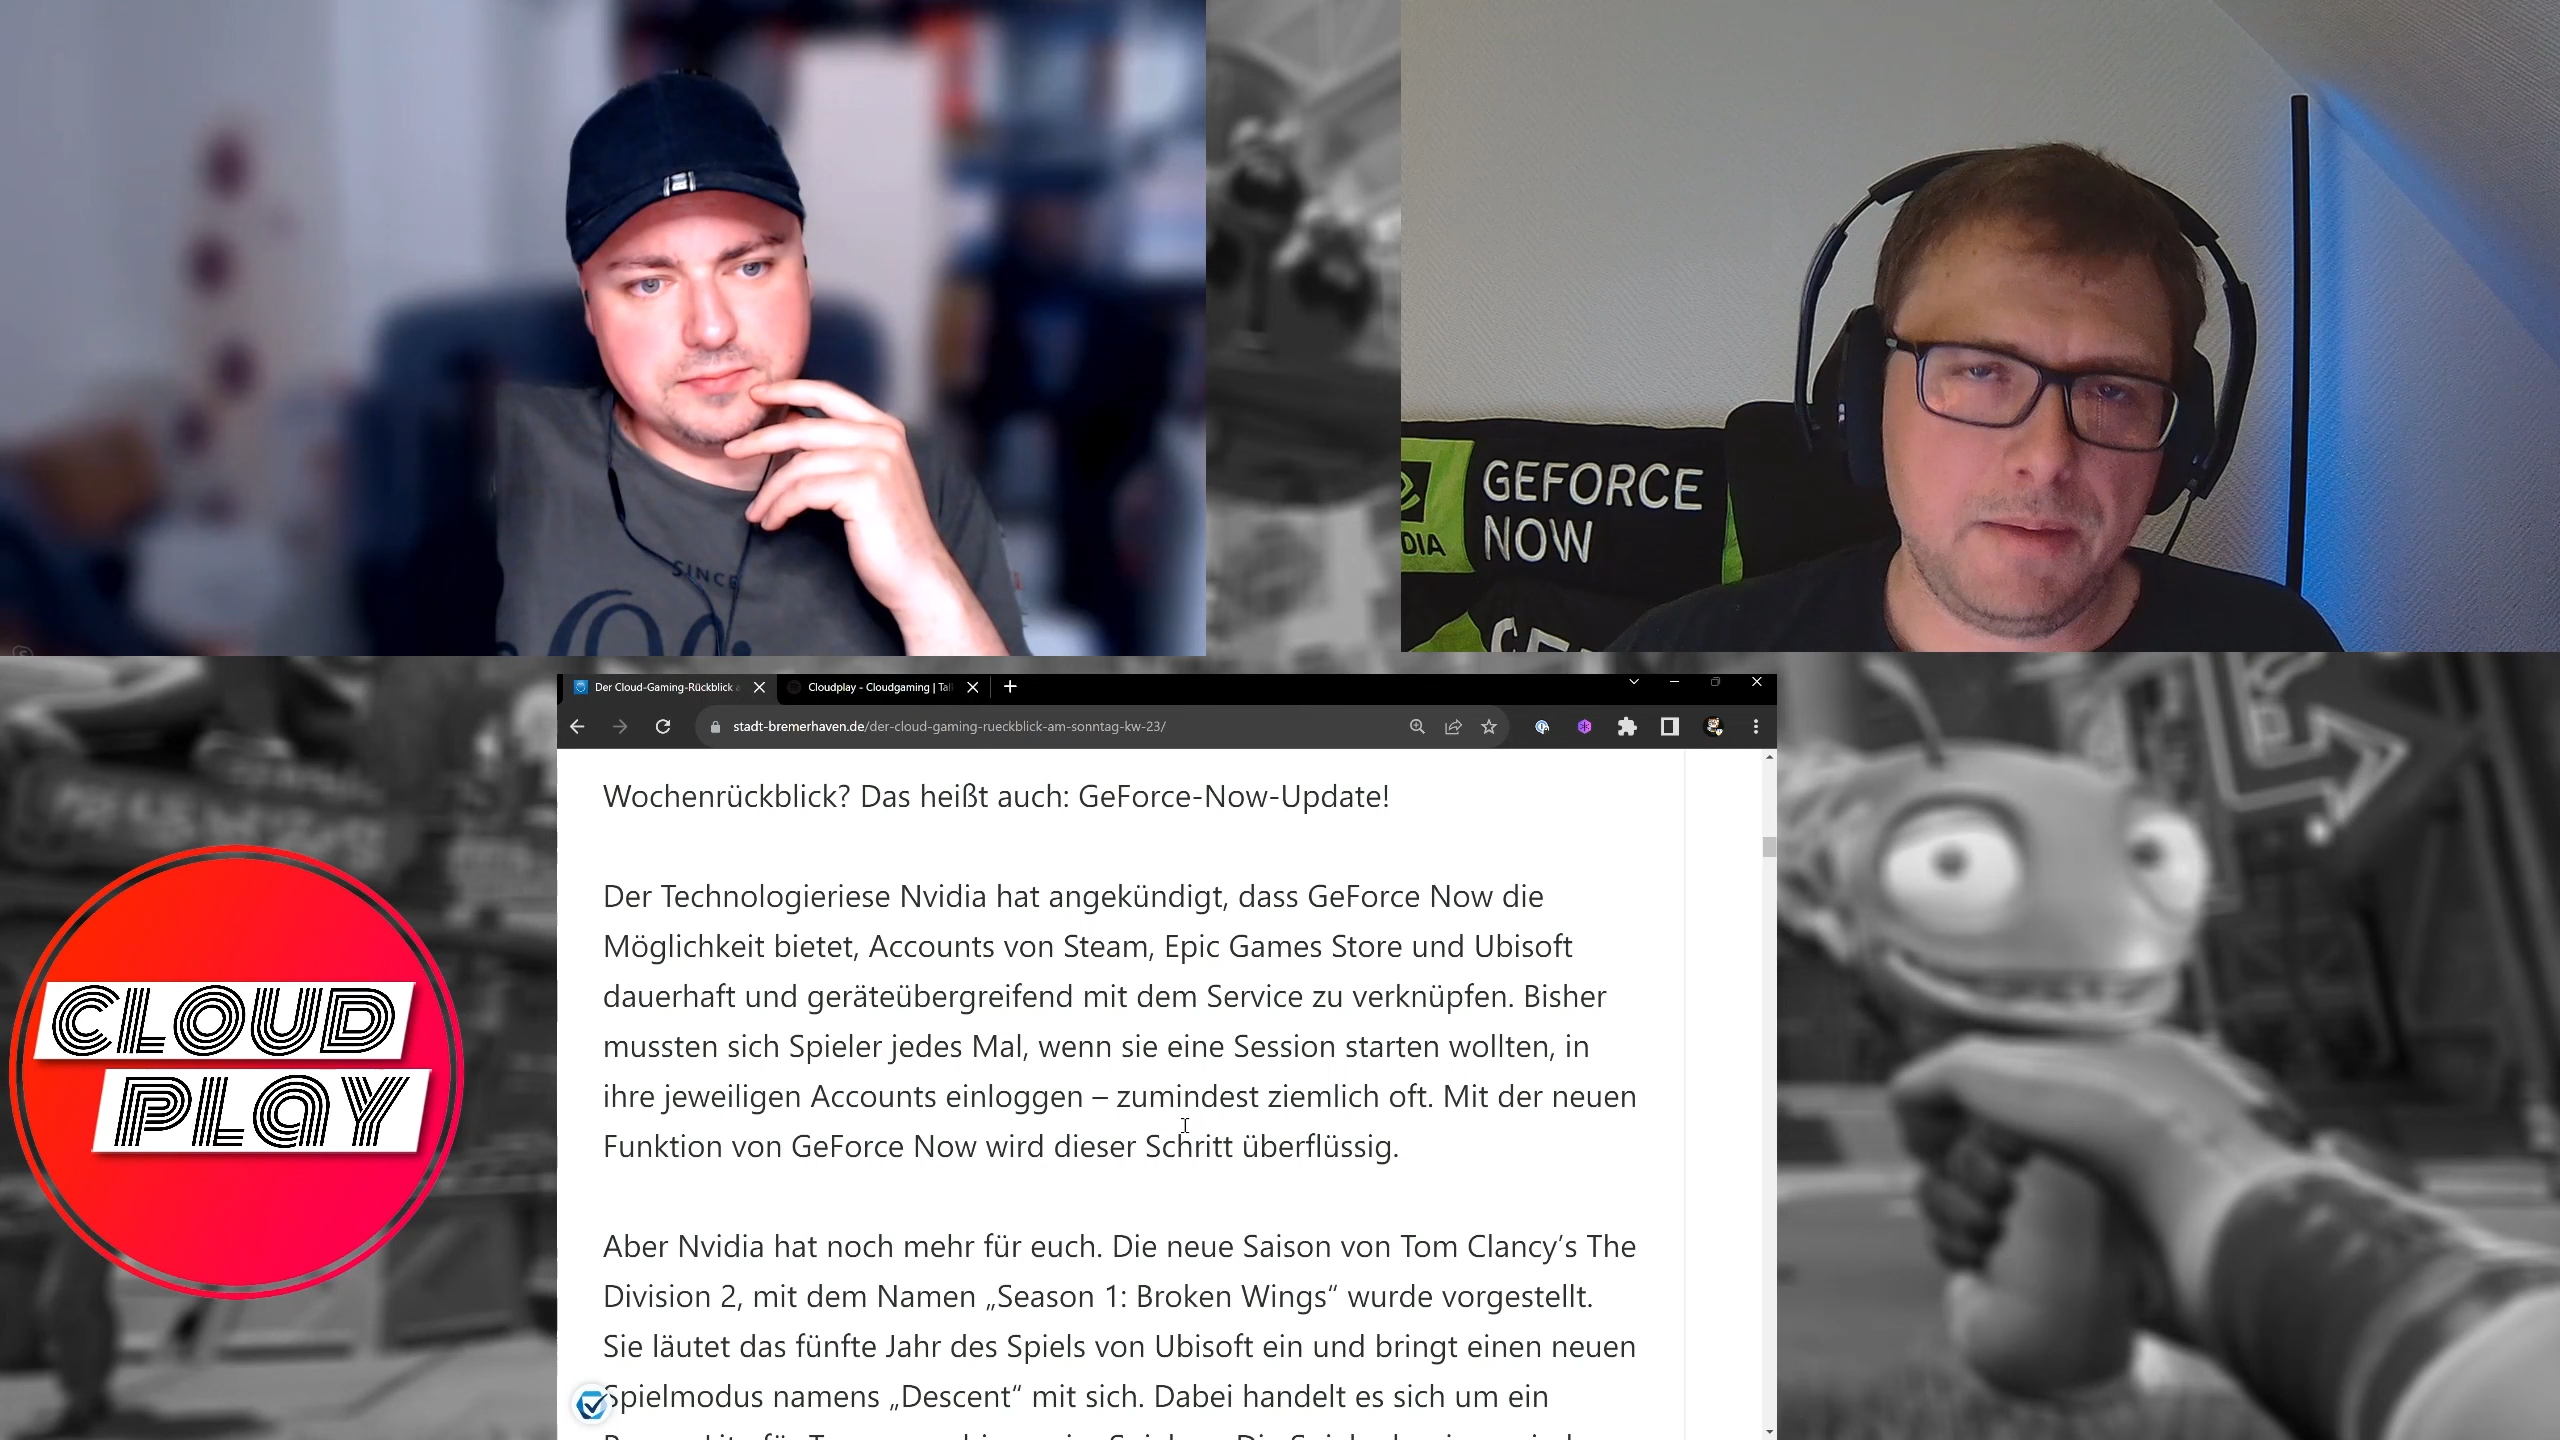 SINCE
GEFORCE
NOW
DIA
Der Cloud-Gaming-Rückblick
Cloudplay - Cloudgaming | Tal
stadt-bremerhaven.de/der-cloud-gaming-rueckblick-am-sonntag-kw-23/
Wochenrückblick? Das heißt auch: GeForce-Now-Update!
Der Technologieriese Nvidia hat angekündigt, dass GeForce Now die
Möglichkeit bietet, Accounts von Steam, Epic Games Store und Ubisoft
dauerhaft und geräteübergreifend mit dem Service zu verknüpfen. Bisher
mussten sich Spieler jedes Mal, wenn sie eine Session starten wollten, in
ihre jeweiligen Accounts einloggen – zumindest ziemlich oft. Mit der neuen
Funktion von GeForce Now wird dieser Schritt überflüssig.
Aber Nvidia hat noch mehr für euch. Die neue Saison von Tom Clancy’s The
Division 2, mit dem Namen „Season 1: Broken Wings“ wurde vorgestellt.
Sie läutet das fünfte Jahr des Spiels von Ubisoft ein und bringt einen neuen
Spielmodus namens „Descent“ mit sich. Dabei handelt es sich um ein
CLOUD
PLAY